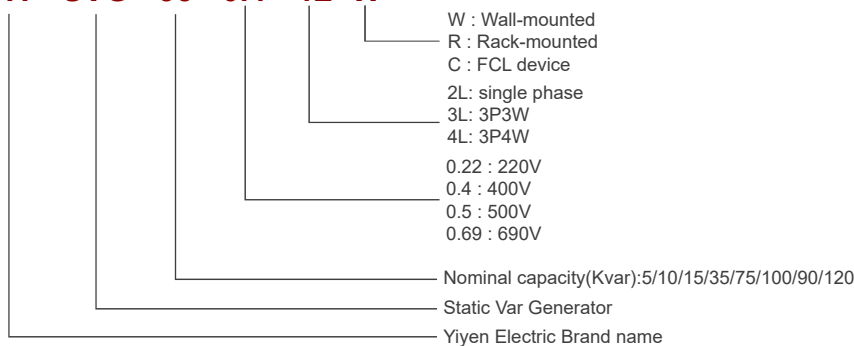 W : Wall-mounted
R : Rack-mounted
C : FCL device
2L: single phase
3L: 3P3W
4L: 3P4W
0.22 : 220V
0.4 : 400V
0.5 : 500V
0.69 : 690V
Nominal capacity(Kvar):5/10/15/35/75/100/90/120
Static Var Generator
Yiyen Electric Brand name